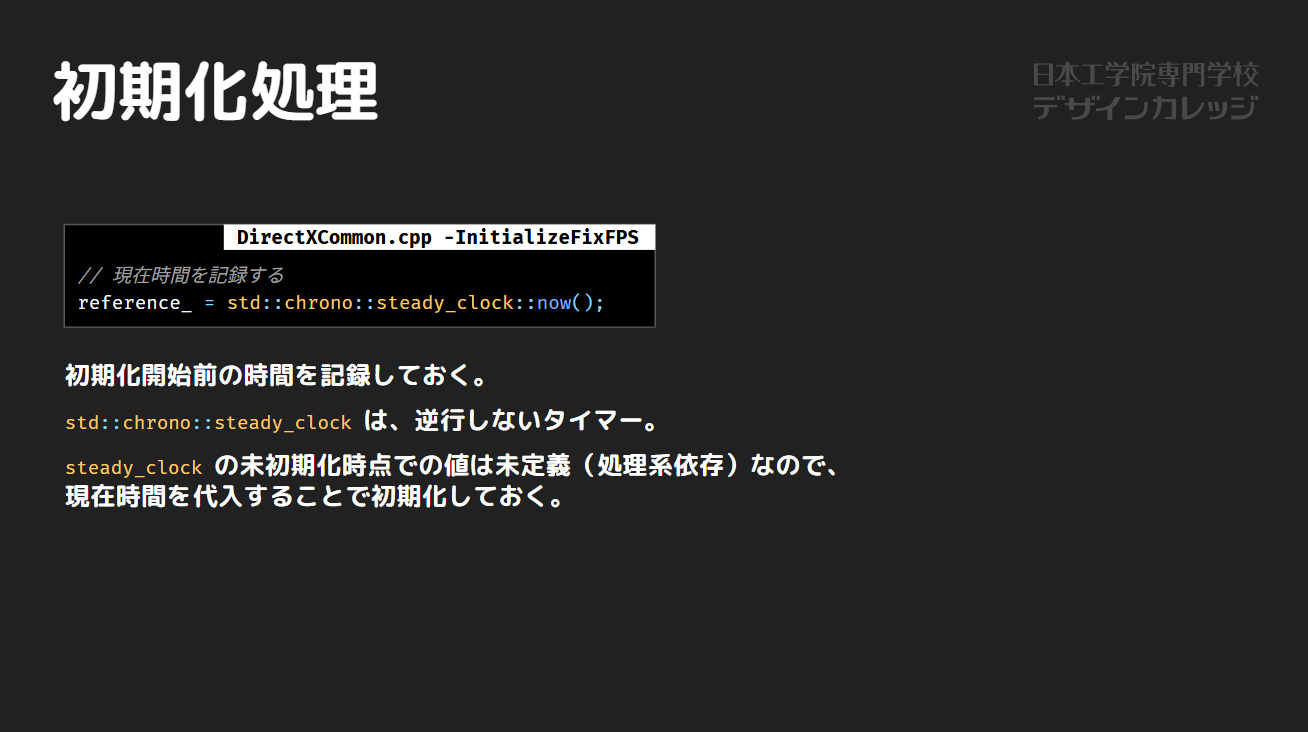 初期化処理
日本工学院専門学校
デザインカレッジ
DirectXCommon.cpp -InitializeFixFPS
// 現在時間を記録する
reference_ = std::chrono::steady_clock::now();
初期化開始前の時間を記録しておく。
std::chrono::steady_clock は、逆行しないタイマー。
steady_clock の未初期化時点での値は未定義（処理系依存）なので、
現在時間を代入することで初期化しておく。